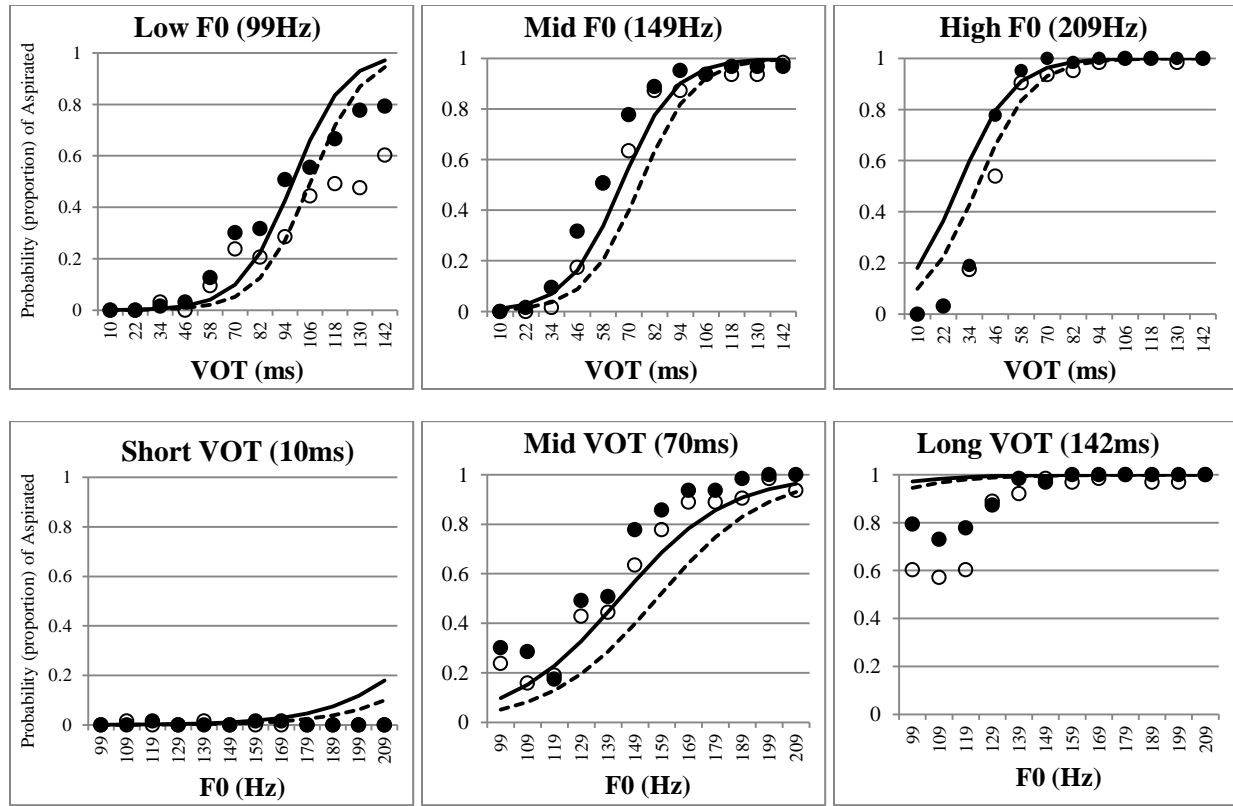 Low F0 (99Hz)
Probability (proportion) of Aspirated
1
0.8
0.6
0.4
0.2
0
10 22 34 46 58 70 82 94 106 118 130 142
VOT (ms)
Mid F0 (149Hz)
1
0.8
0.6
0.4
0.2
0
10 22 34 46 58 70 82 94 106 118 130 142
VOT (ms)
High F0 (209Hz)
1
0.8
0.6
0.4
0.2
0
10 22 34 46 58 70 82 94 106 118 130 142
VOT (ms)
Short VOT (10ms)
Probability (proportion) of Aspirated
1
0.8
0.6
0.4
0.2
0
99 109 119 129 139 149 159 169 179 189 199 209
F0 (Hz)
Mid VOT (70ms)
1
0.8
0.6
0.4
0.2
0
99 109 119 129 139 149 159 169 179 189 199 209
F0 (Hz)
Long VOT (142ms)
1
0.8
0.6
0.4
0.2
0
99 109 119 129 139 149 159 169 179 189 199 209
F0 (Hz)